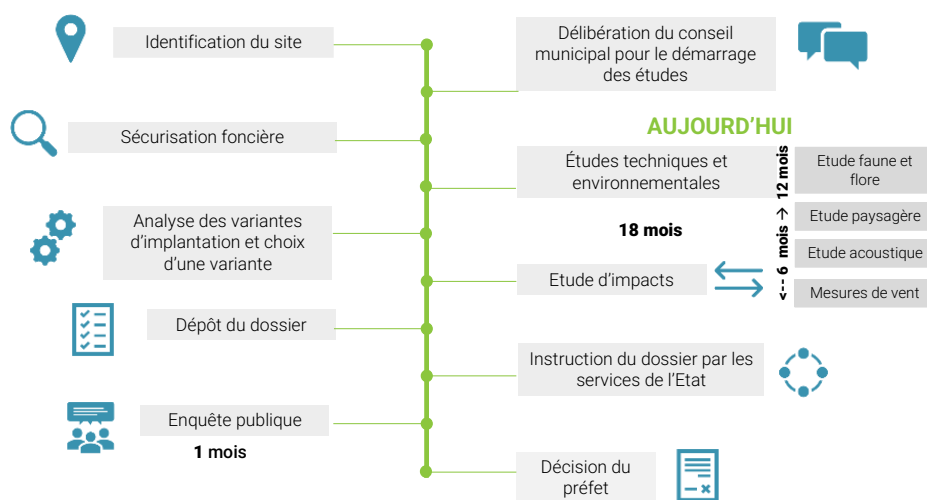 Identification du site
Délibération du conseil
municipal pour le démarrage
des études
Sécurisation foncière
AUJOURD’HUI
Études techniques et
environnementales
18 mois
<-- 6 mois → 12 mois
Etude faune et
flore
Etude paysagère
Etude acoustique
Mesures de vent
Analyse des variantes
d’implantation et choix
d’une variante
Etude d’impacts
Dépôt du dossier
Instruction du dossier par les
services de l’Etat
Enquête publique
1 mois
Décision du
préfet